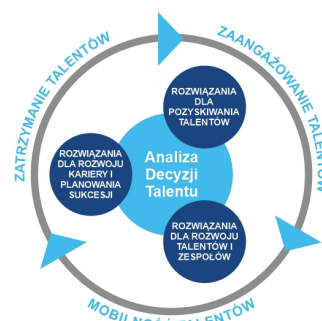 ZATRZYMANIE TALENTÓW
ZAANGAŻOWANIE TALENTÓW
ROZWIĄZANIA
DLA
POZYSKIWANIA
TALENTÓW
ROZWIĄZANIA
DLA ROZWOJU
KARIERY I
PLANOWANIA
SUKCESJI
Analiza
Decyzji
Talentu
ROZWIĄZANIA
DLA ROZWOJU
TALENTÓW I
ZESPOŁÓW
MOBILNOŚĆ TALENTÓW